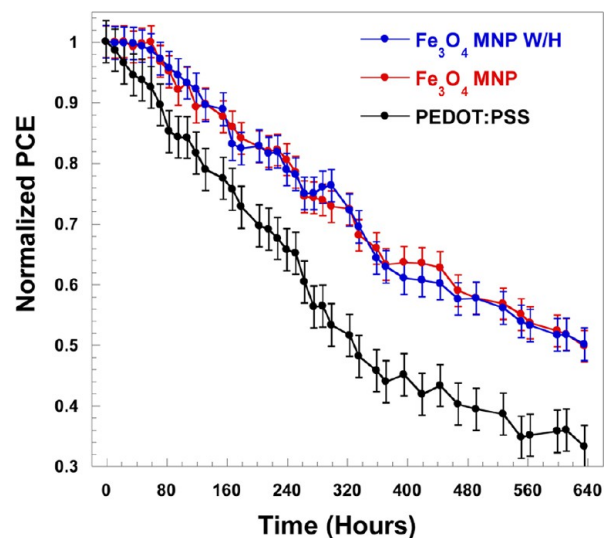 Fe₃O₄ MNP W/H
Fe₃O₄ MNP
PEDOT:PSS
Normalized PCE
1
0.9
0.8
0.7
0.6
0.5
0.4
0.3
0 80 160 240 320 400 480 560 640
Time (Hours)